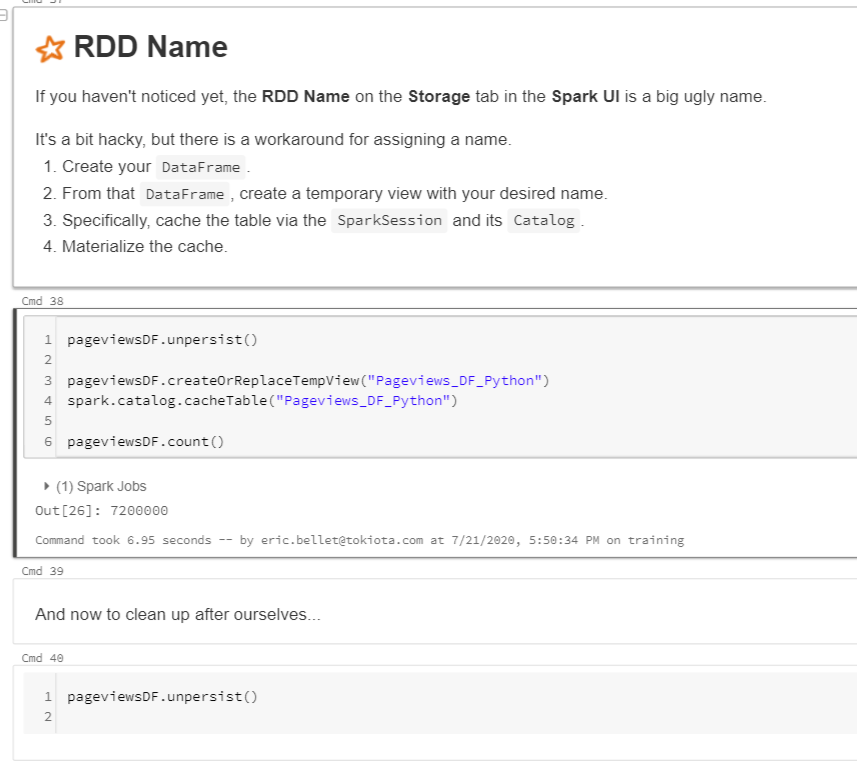 RDD Name
If you haven't noticed yet, the RDD Name on the Storage tab in the Spark UI is a big ugly name.
It's a bit hacky, but there is a workaround for assigning a name.
1. Create your DataFrame.
2. From that DataFrame, create a temporary view with your desired name.
3. Specifically, cache the table via the SparkSession and its Catalog.
4. Materialize the cache.
Cmd 38
1 pageviewsDF.unpersist()
2
3 pageviewsDF.createOrReplaceTempView("Pageviews_DF_Python")
4 spark.catalog.cacheTable("Pageviews_DF_Python")
5
6 pageviewsDF.count()
(1) Spark Jobs
Out[26]: 7200000
Command took 6.95 seconds -- by eric.bellet@tokiota.com at 7/21/2020, 5:50:34 PM on training
Cmd 39
And now to clean up after ourselves...
Cmd 40
1 pageviewsDF.unpersist()
2